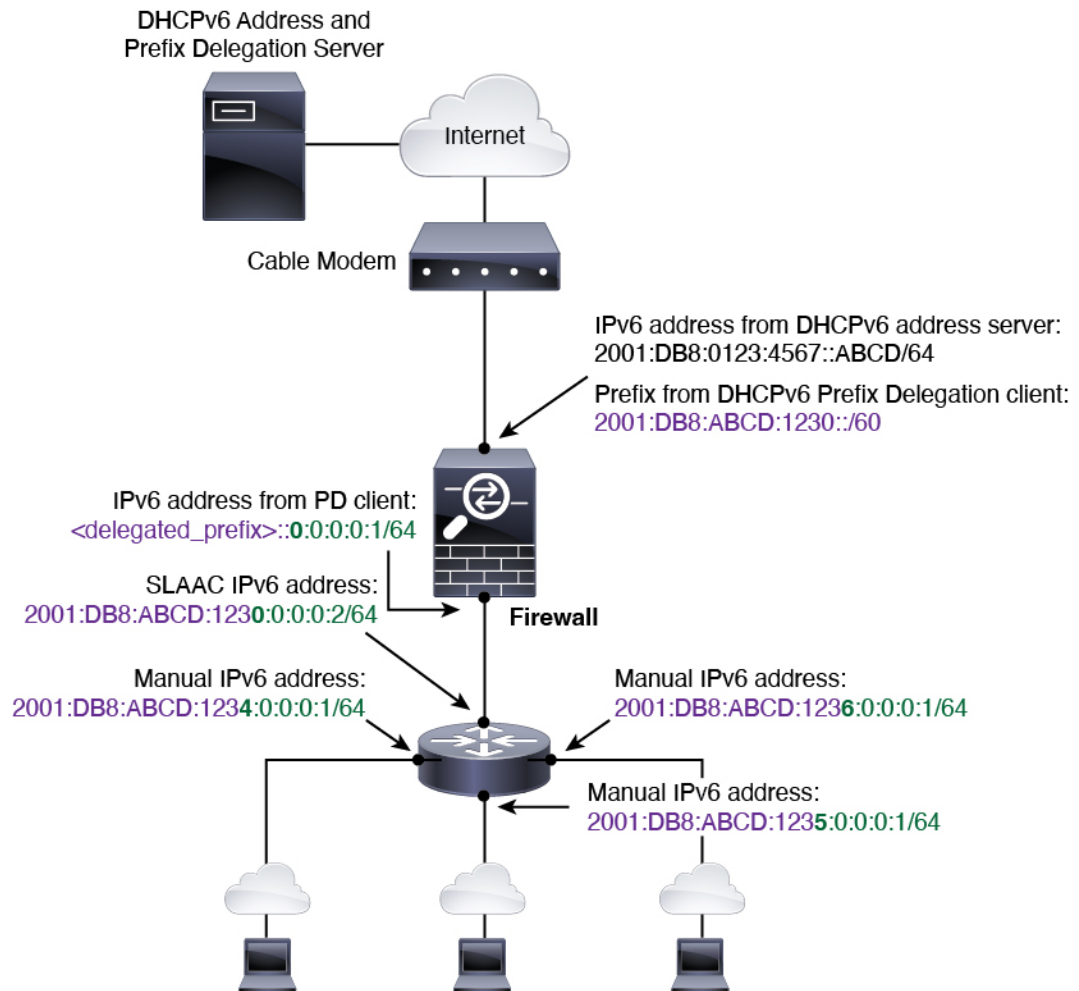 DHCPv6 Address and
Prefix Delegation Server
Internet
Cable Modem
IPv6 address from DHCPv6 address server:
2001:DB8:0123:4567::ABCD/64
Prefix from DHCPv6 Prefix Delegation client:
2001:DB8:ABCD:1230::/60
IPv6 address from PD client:
<delegated_prefix>::0:0:0:0:1/64
SLAAC IPv6 address:
2001:DB8:ABCD:1230:0:0:0:2/64
Firewall
Manual IPv6 address:
2001:DB8:ABCD:1234:0:0:0:1/64
Manual IPv6 address:
2001:DB8:ABCD:1236:0:0:0:1/64
Manual IPv6 address:
2001:DB8:ABCD:1235:0:0:0:1/64